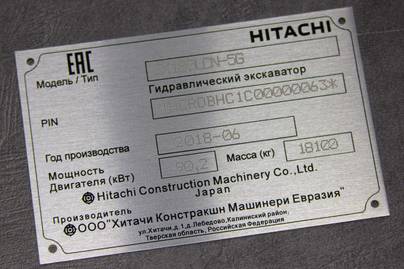 EAC HITACHI
Модель / Тип
Гидравлический экскаватор
PIN
Год производства 2018-06
Мощность
Двигателя (кВт) 90,2 Масса (кг) 18100
Hitachi Construction Machinery Co.,Ltd.
Japan
Производитель
ООО"Хитачи Констракшн Машинери Евразия"
ул.Хитачи,д.1,д.Лебедово,Калининский район,
Тверская область, Российская Федерация